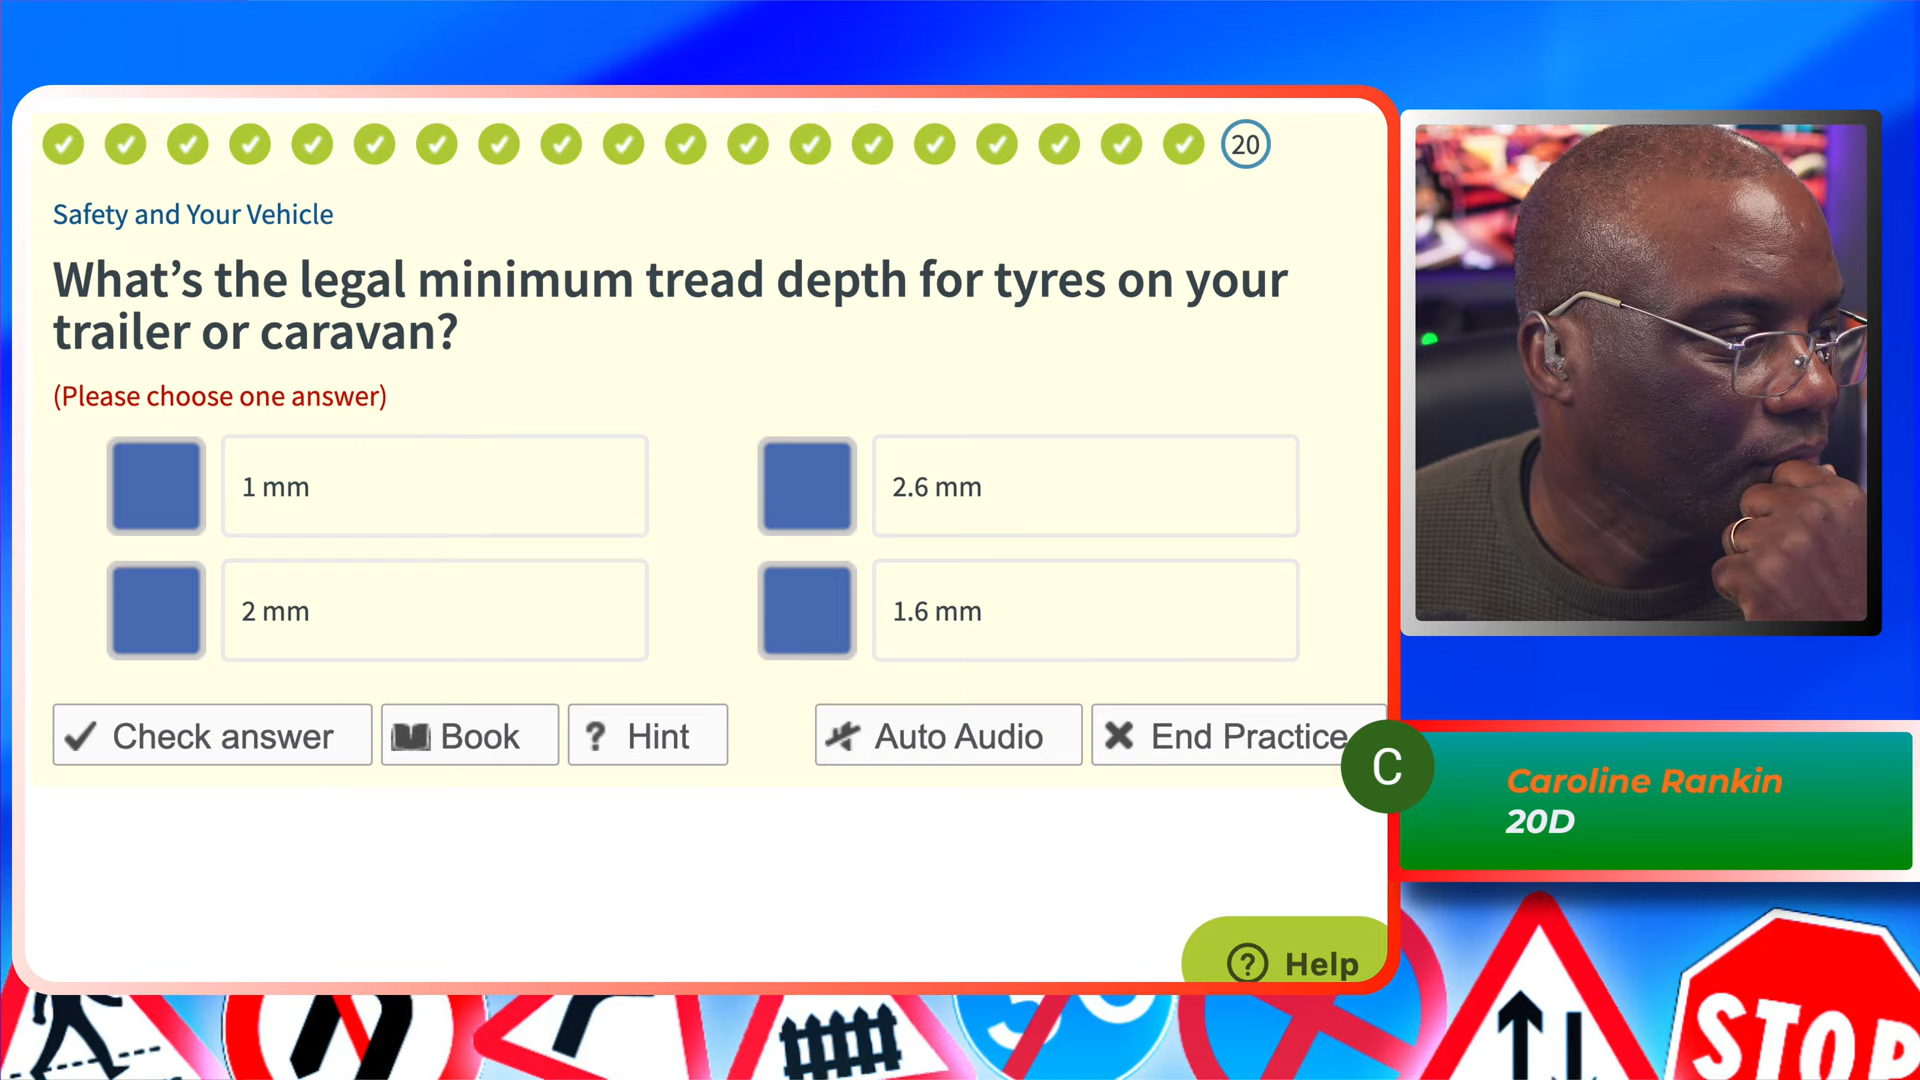 20
Safety and Your Vehicle
What's the legal minimum tread depth for tyres on your
trailer or caravan?
(Please choose one answer)
1 mm
2.6 mm
2 mm
1.6 mm
Check answer
Book
? Hint
Auto Audio
End Practice
C
Caroline Rankin
20D
? Help
STOP